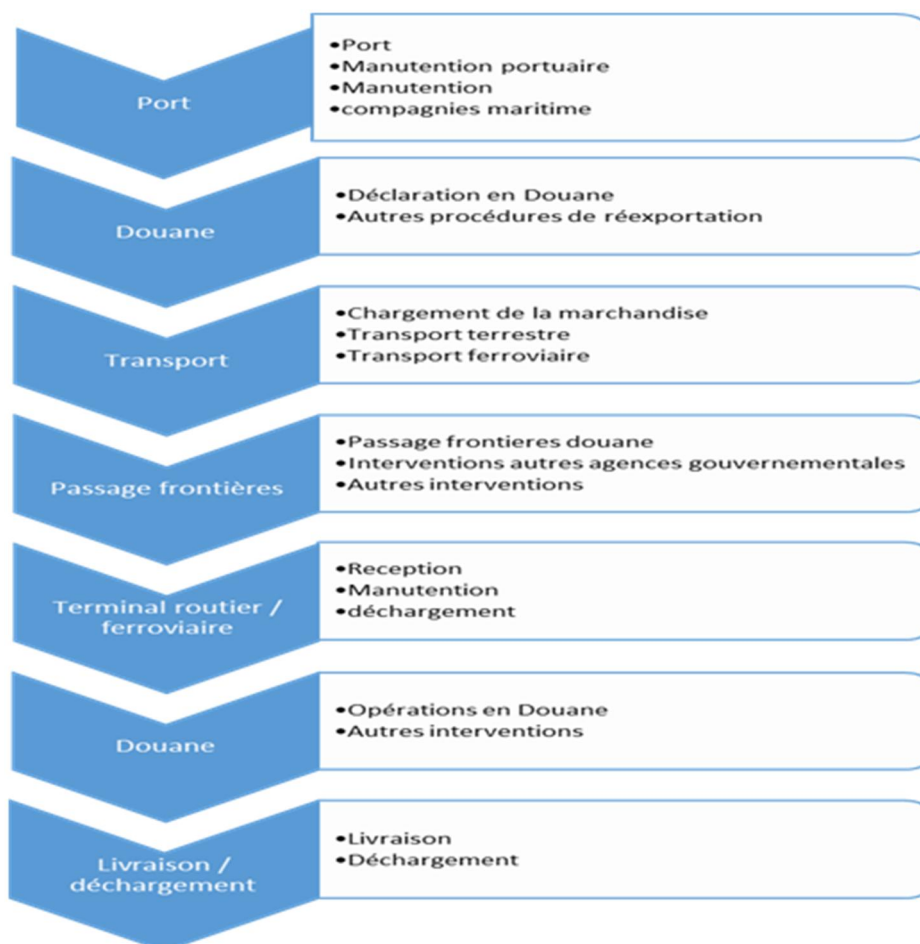 Port
•Port
•Manutention portuaire
•Manutention
•compagnies maritime
Douane
•Déclaration en Douane
•Autres procédures de réexportation
Transport
•Chargement de la marchandise
•Transport terrestre
•Transport ferroviaire
Passage frontières
•Passage frontieres douane
•Interventions autres agences gouvernementales
•Autres interventions
Terminal routier /
ferroviaire
•Reception
•Manutention
•déchargement
Douane
•Opérations en Douane
•Autres interventions
Livraison /
déchargement
•Livraison
•Déchargement